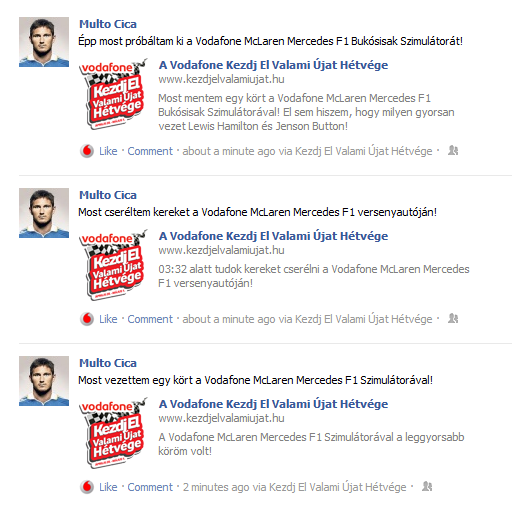 Multo Cica
Épp most próbáltam ki a Vodafone McLaren Mercedes F1 Bukósisak Szimulátorát!
vodafone
Kezdj El
Valami Újat
Hétvége
A Vodafone Kezdj El Valami Újat Hétvége
www.kezdjelvalamiujat.hu
Most mentem egy kört a Vodafone McLaren Mercedes F1
Bukósisak Szimulátorával! El sem hiszem, hogy milyen gyorsan
vezet Lewis Hamilton és Jenson Button!
Like · Comment · about a minute ago via Kezdj El Valami Újat Hétvége ·
Multo Cica
Most cseréltem kereket a Vodafone McLaren Mercedes F1 versenyautóján!
vodafone
Kezdj El
Valami Újat
Hétvége
A Vodafone Kezdj El Valami Újat Hétvége
www.kezdjelvalamiujat.hu
03:32 alatt tudok kereket cserélni a Vodafone McLaren Mercedes
F1 versenyautóján!
Like · Comment · about a minute ago via Kezdj El Valami Újat Hétvége ·
Multo Cica
Most vezettem egy kört a Vodafone McLaren Mercedes F1 Szimulátorával!
vodafone
Kezdj El
Valami Újat
Hétvége
A Vodafone Kezdj El Valami Újat Hétvége
www.kezdjelvalamiujat.hu
A Vodafone McLaren Mercedes F1 Szimulátorával a leggyorsabb
köröm volt!
Like · Comment · 2 minutes ago via Kezdj El Valami Újat Hétvége ·